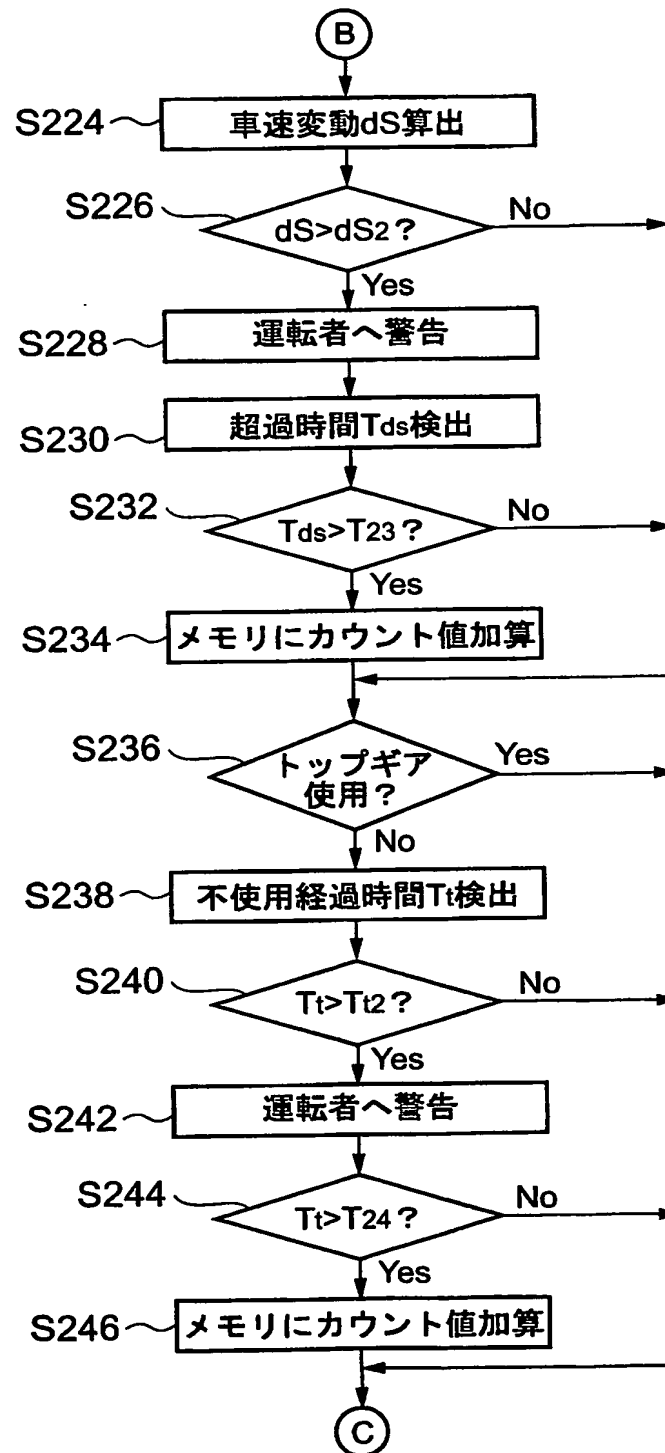 B
S224
車速変動dS算出
S226
dS>dS2?
No
Yes
S228
運転者へ警告
S230
超過時間Tds検出
S232
Tds>T23?
No
Yes
S234
メモリにカウント値加算
S236
トップギア
使用?
Yes
No
S238
不使用経過時間Tt検出
S240
Tt>Tt2?
No
Yes
S242
運転者へ警告
S244
Tt>T24?
No
Yes
S246
メモリにカウント値加算
C